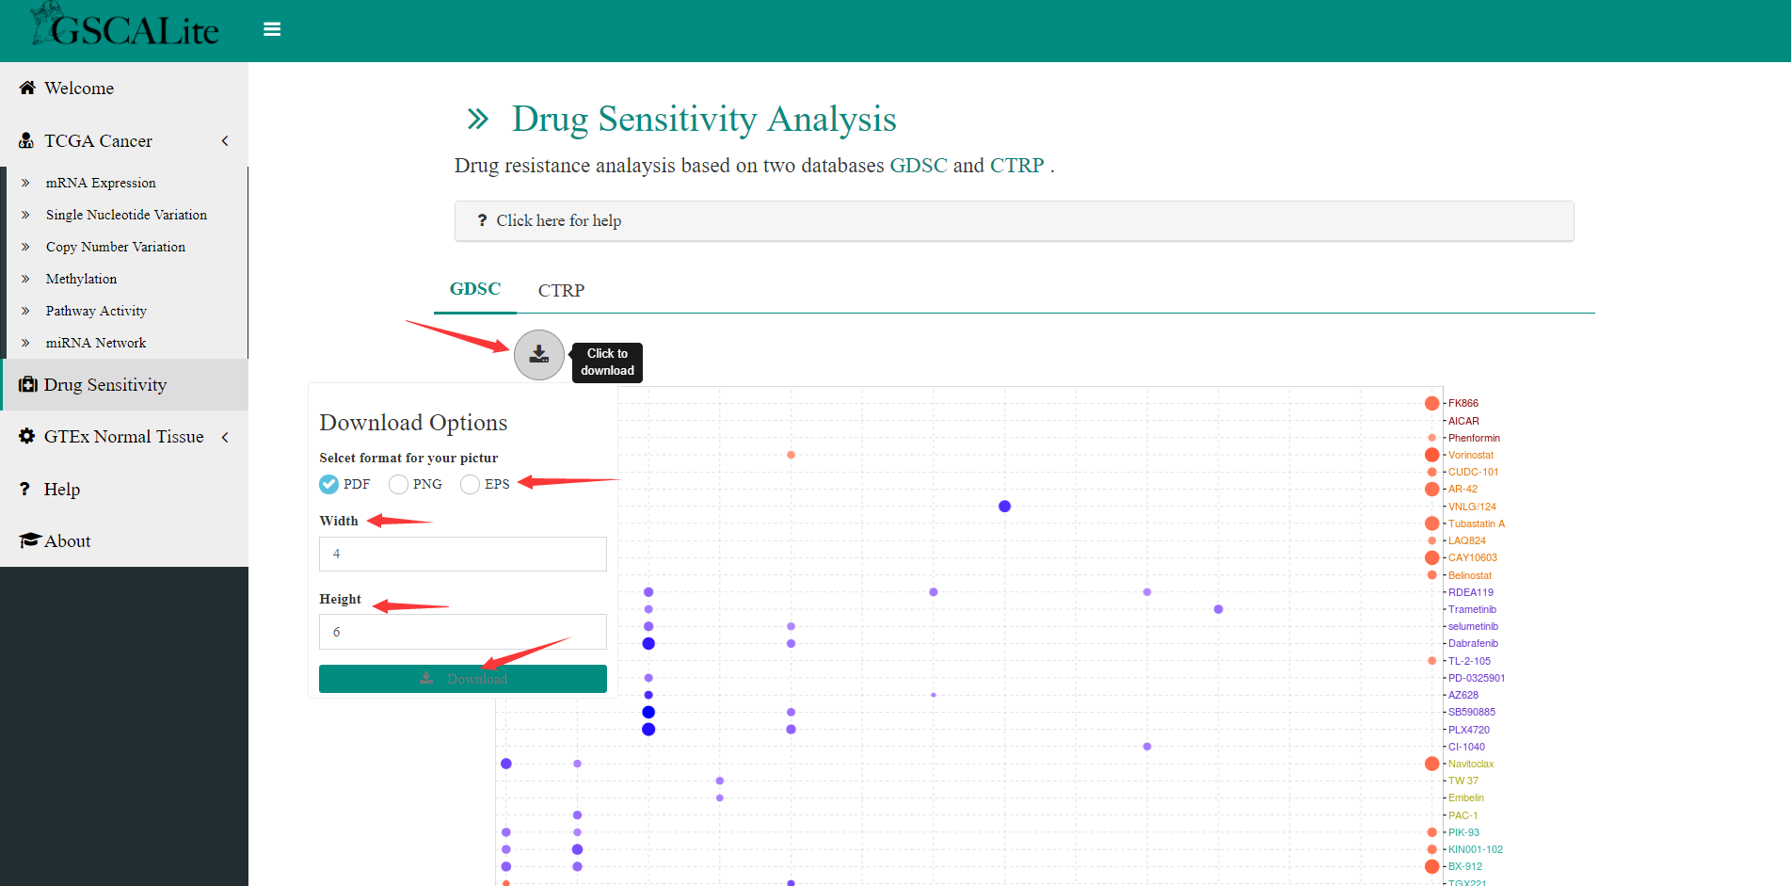 GSCALite
Welcome
TCGA Cancer
mRNA Expression
Single Nucleotide Variation
Copy Number Variation
Methylation
Pathway Activity
miRNA Network
Drug Sensitivity
GTEx Normal Tissue
? Help
About
Drug Sensitivity Analysis
Drug resistance analaysis based on two databases GDSC and CTRP .
? Click here for help
GDSC CTRP
Click to
download
Download Options
Selcet format for your pictur
PDF PNG EPS
Width
4
Height
6
Download
FK866
AICAR
Phenformin
Vorinostat
CUDC-101
AR-42
VNLG/124
Tubastatin A
LAQ824
CAY10603
Belinostat
RDEA119
Trametinib
selumetinib
Dabrafenib
TL-2-105
PD-0325901
AZ628
SB590885
PLX4720
CI-1040
Navitoclax
TW 37
Embelin
PAC-1
PIK-93
KIN001-102
BX-912
TGX221